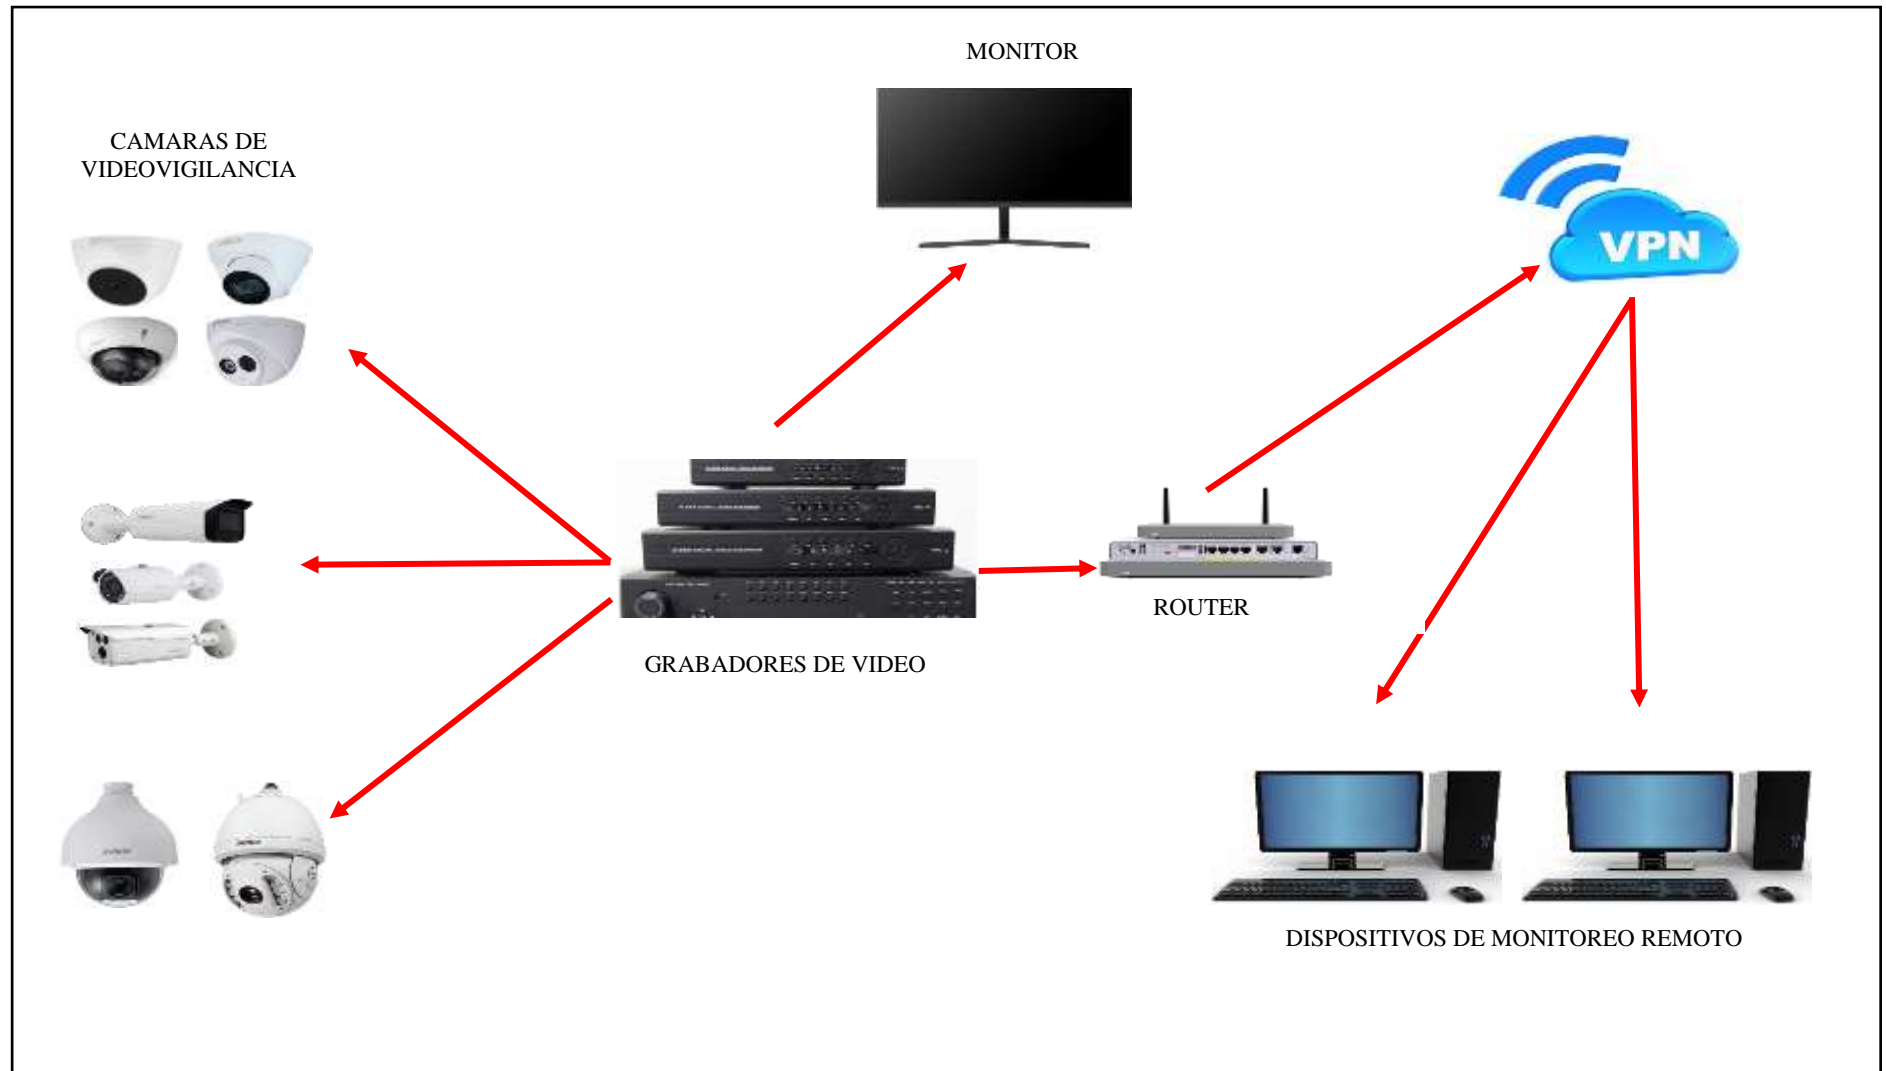 MONITOR
CAMARAS DE
VIDEOVIGILANCIA
VPN
ROUTER
GRABADORES DE VIDEO
DISPOSITIVOS DE MONITOREO REMOTO